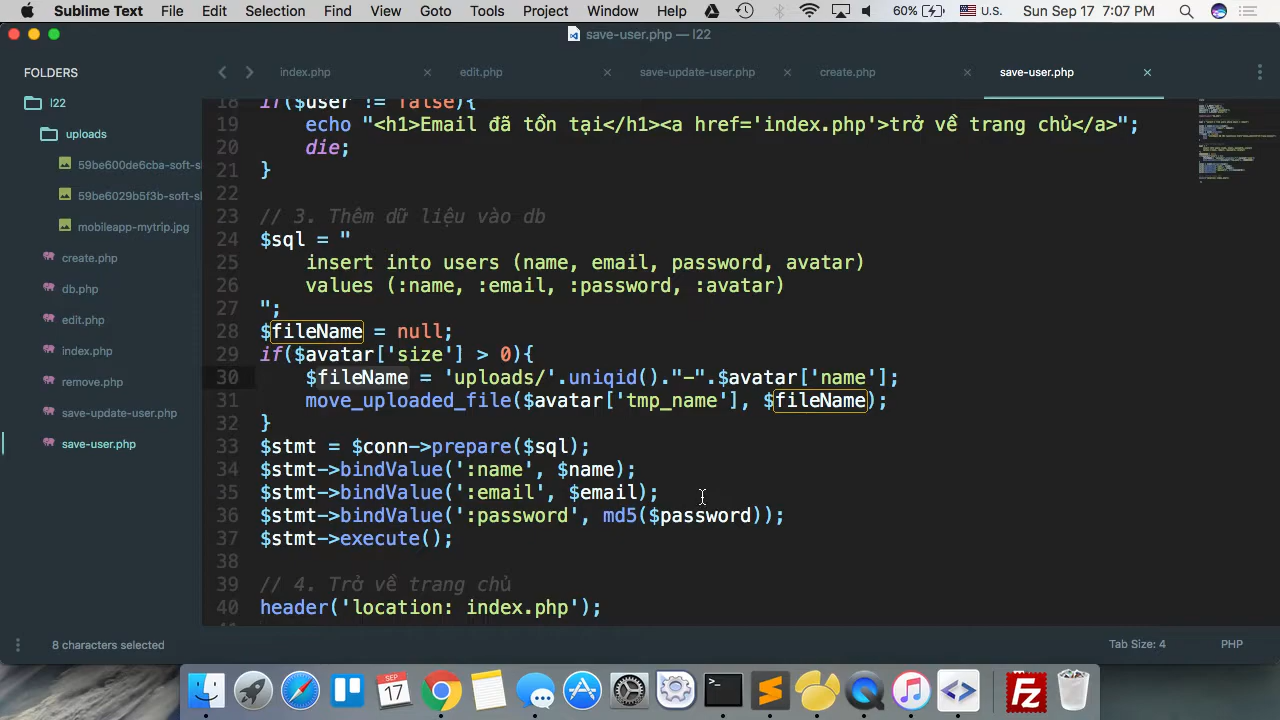 Sublime Text File Edit Selection Find View Goto Tools Project Window Help 60% U.S. Sun Sep 17 7:07 PM
save-user.php — l22
FOLDERS
l22
uploads
59be600de6cba-soft-sl
59be6029b5f3b-soft-sl
mobileapp-mytrip.jpg
create.php
db.php
edit.php
index.php
remove.php
save-update-user.php
save-user.php
index.php edit.php save-update-user.php create.php save-user.php
18 if($user != false){
19 echo "<h1>Email đã tồn tại</h1><a href='index.php'>trở về trang chủ</a>";
20 die;
21 }
22
23 // 3. Thêm dữ liệu vào db
24 $sql = "
25 insert into users (name, email, password, avatar)
26 values (:name, :email, :password, :avatar)
27 ";
28 $fileName = null;
29 if($avatar['size'] > 0){
30 $fileName = 'uploads/'.uniqid()."-".$avatar['name'];
31 move_uploaded_file($avatar['tmp_name'], $fileName);
32 }
33 $stmt = $conn->prepare($sql);
34 $stmt->bindValue(':name', $name);
35 $stmt->bindValue(':email', $email);
36 $stmt->bindValue(':password', md5($password));
37 $stmt->execute();
38
39 // 4. Trở về trang chủ
40 header('location: index.php');
8 characters selected Tab Size: 4 PHP
SEP
17
Fz